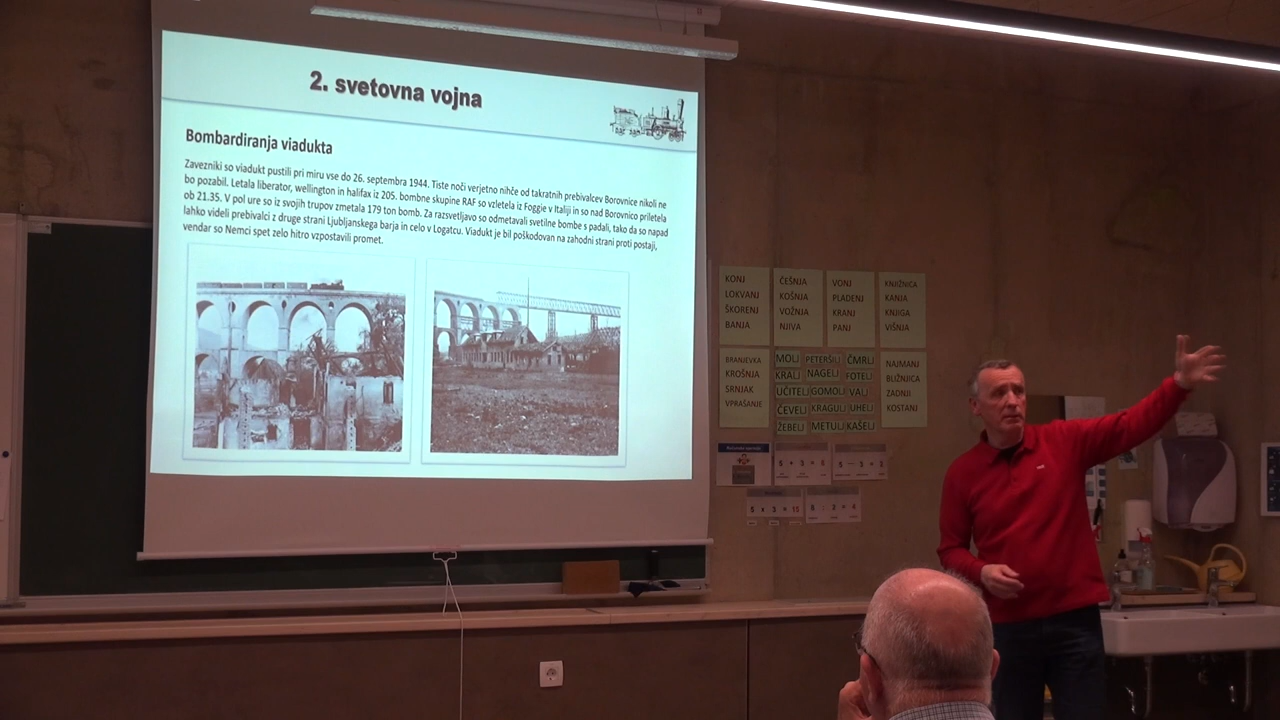 2. svetovna vojna
Bombardiranja viadukta
Zavezniki so viadukt pustili pri miru vse do 26. septembra 1944. Tiste noči verjetno nihče od takratnih prebivalcev Borovnice nikoli ne
bo pozabil. Letala liberator, wellington in halifax iz 205. bombne skupine RAF so vzletela iz Foggie v Italiji in so nad Borovnico priletela
ob 21.35. V pol ure so iz svojih trupov zmetala 179 ton bomb. Za razsvetljavo so odmetavali svetilne bombe s padali, tako da so napad
lahko videli prebivalci z druge strani Ljubljanskega barja in celo v Logatcu. Viadukt je bil poškodovan na zahodni strani proti postaji,
vendar so Nemci spet zelo hitro vzpostavili promet.
KONJ
LOKVANJ
ŠKORENJ
BANJA
ČEŠNJA
KOŠNJA
VOŽNJA
NJIVA
VONJ
PLADENJ
KRANJ
PANJ
KNJIŽNICA
KANJA
KNJIGA
VIŠNJA
BRANJEVKA
KROŠNJA
SRNJAK
VPRAŠANJE
MOLJ PETERŠILJ ČMRLJ
KRALJ NAGELJ FOTELJ
UČITELJ GOMOLJ VALJ
ČEVELJ KRAGULJ UHELJ
ŽEBELJ METULJ KAŠELJ
NAJMANJ
BLIŽNJICA
ZADNJI
KOSTANJ
5 x 3 = 15